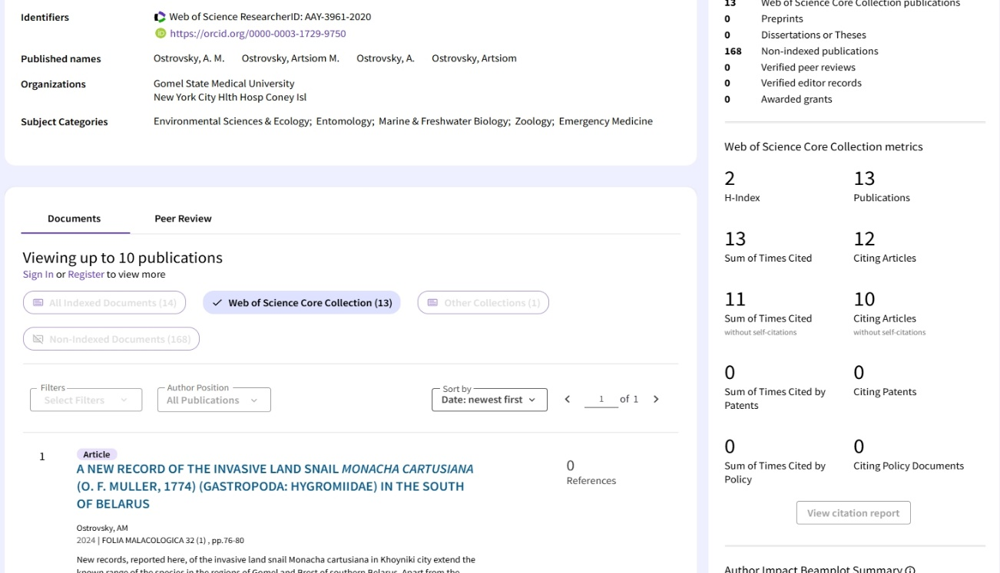 Identifiers
Web of Science ResearcherID: AAY-3961-2020
https://orcid.org/0000-0003-1729-9750
Published names
Ostrovsky, A. M. Ostrovsky, Artsiom M. Ostrovsky, A. Ostrovsky, Artsiom
Organizations
Gomel State Medical University
New York City Hlth Hosp Coney Isl
Subject Categories
Environmental Sciences & Ecology; Entomology; Marine & Freshwater Biology; Zoology; Emergency Medicine
Documents
Peer Review
Viewing up to 10 publications
Sign In or Register to view more
All Indexed Documents (14)
Web of Science Core Collection (13)
Other Collections (1)
Non-Indexed Documents (168)
Filters
Select Filters
Author Position
All Publications
Sort by
Date: newest first
1 of 1
1
Article
A NEW RECORD OF THE INVASIVE LAND SNAIL MONACHA CARTUSIANA
(O. F. MULLER, 1774) (GASTROPODA: HYGROMIIDAE) IN THE SOUTH
OF BELARUS
Ostrovsky, AM
2024 | FOLIA MALACOLOGICA 32 (1) , pp.76-80
New records, reported here, of the invasive land snail Monacha cartusiana in Khoyniki city extend the
known range of the species in the regions of Gomel and Brest of southern Belarus. Apart from the
0
References
13 Web of Science Core Collection publications
0 Preprints
0 Dissertations or Theses
168 Non-indexed publications
0 Verified peer reviews
0 Verified editor records
0 Awarded grants
Web of Science Core Collection metrics
2
H-Index
13
Publications
13
Sum of Times Cited
12
Citing Articles
11
Sum of Times Cited
without self-citations
10
Citing Articles
without self-citations
0
Sum of Times Cited by
Patents
0
Citing Patents
0
Sum of Times Cited by
Policy
0
Citing Policy Documents
View citation report
Author Impact Beamplot Summary